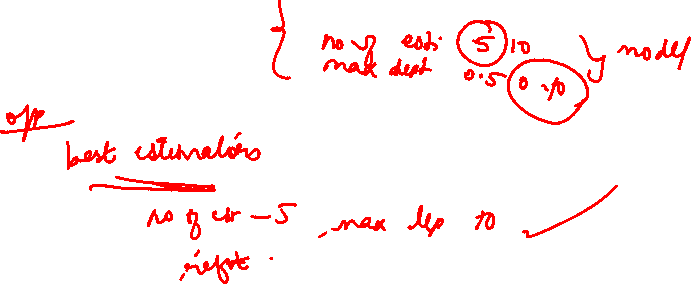 no of esti 5 10
max dept 0.5 0.10 model
o/p
best estimators
no of est - 5, max dep 10